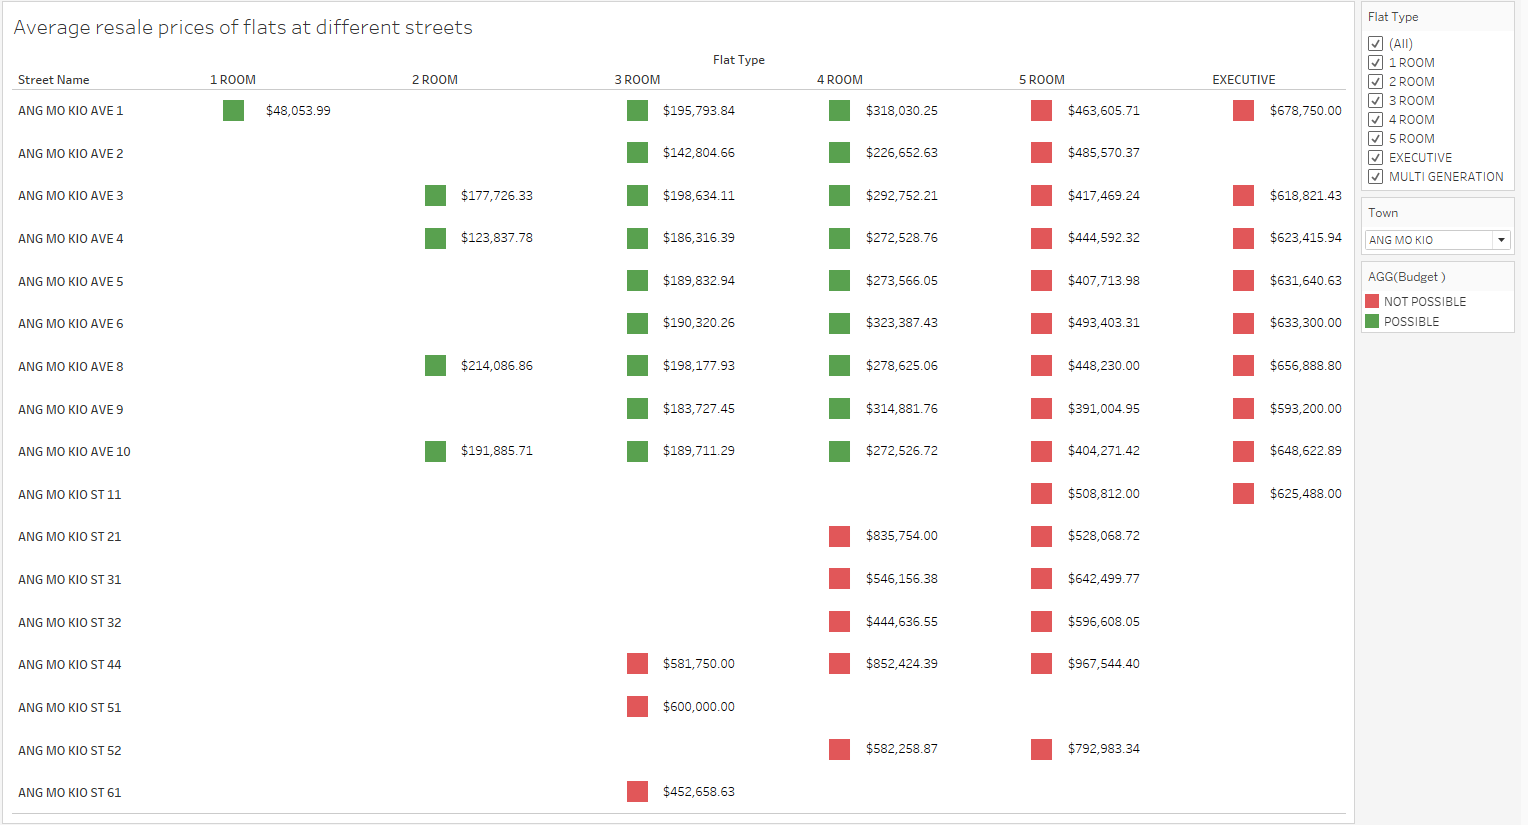 Average resale prices of flats at different streets
Flat Type
Street Name 1 ROOM 2 ROOM 3 ROOM 4 ROOM 5 ROOM EXECUTIVE
ANG MO KIO AVE 1 $48,053.99 $195,793.84 $318,030.25 $463,605.71 $678,750.00
ANG MO KIO AVE 2 $142,804.66 $226,652.63 $485,570.37
ANG MO KIO AVE 3 $177,726.33 $198,634.11 $292,752.21 $417,469.24 $618,821.43
ANG MO KIO AVE 4 $123,837.78 $186,316.39 $272,528.76 $444,592.32 $623,415.94
ANG MO KIO AVE 5 $189,832.94 $273,566.05 $407,713.98 $631,640.63
ANG MO KIO AVE 6 $190,320.26 $323,387.43 $493,403.31 $633,300.00
ANG MO KIO AVE 8 $214,086.86 $198,177.93 $278,625.06 $448,230.00 $656,888.80
ANG MO KIO AVE 9 $183,727.45 $314,881.76 $391,004.95 $593,200.00
ANG MO KIO AVE 10 $191,885.71 $189,711.29 $272,526.72 $404,271.42 $648,622.89
ANG MO KIO ST 11 $508,812.00 $625,488.00
ANG MO KIO ST 21 $835,754.00 $528,068.72
ANG MO KIO ST 31 $546,156.38 $642,499.77
ANG MO KIO ST 32 $444,636.55 $596,608.05
ANG MO KIO ST 44 $581,750.00 $852,424.39 $967,544.40
ANG MO KIO ST 51 $600,000.00
ANG MO KIO ST 52 $582,258.87 $792,983.34
ANG MO KIO ST 61 $452,658.63
Flat Type
(All)
1 ROOM
2 ROOM
3 ROOM
4 ROOM
5 ROOM
EXECUTIVE
MULTI GENERATION
Town
ANG MO KIO
AGG(Budget )
NOT POSSIBLE
POSSIBLE